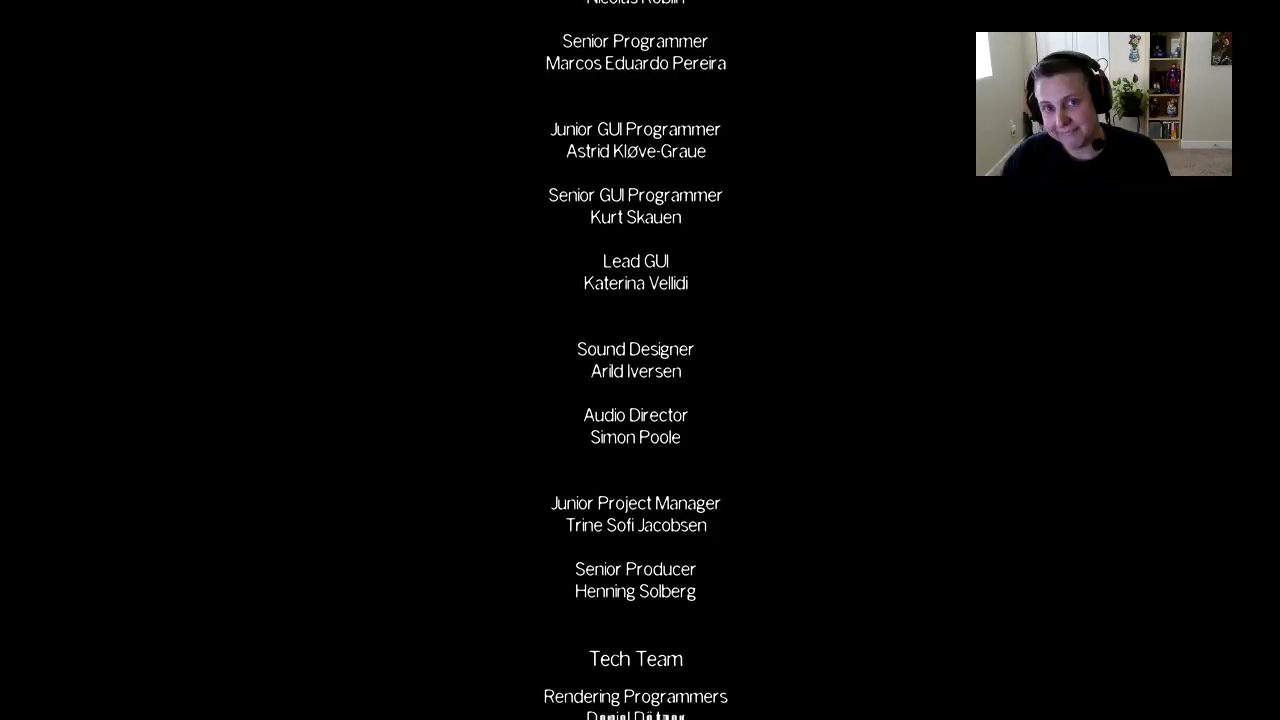 Senior Programmer
Marcos Eduardo Pereira
Junior GUI Programmer
Astrid Kløve-Graue
Senior GUI Programmer
Kurt Skauen
Lead GUI
Katerina Vellidi
Sound Designer
Arild Iversen
Audio Director
Simon Poole
Junior Project Manager
Trine Sofi Jacobsen
Senior Producer
Henning Solberg
Tech Team
Rendering Programmers